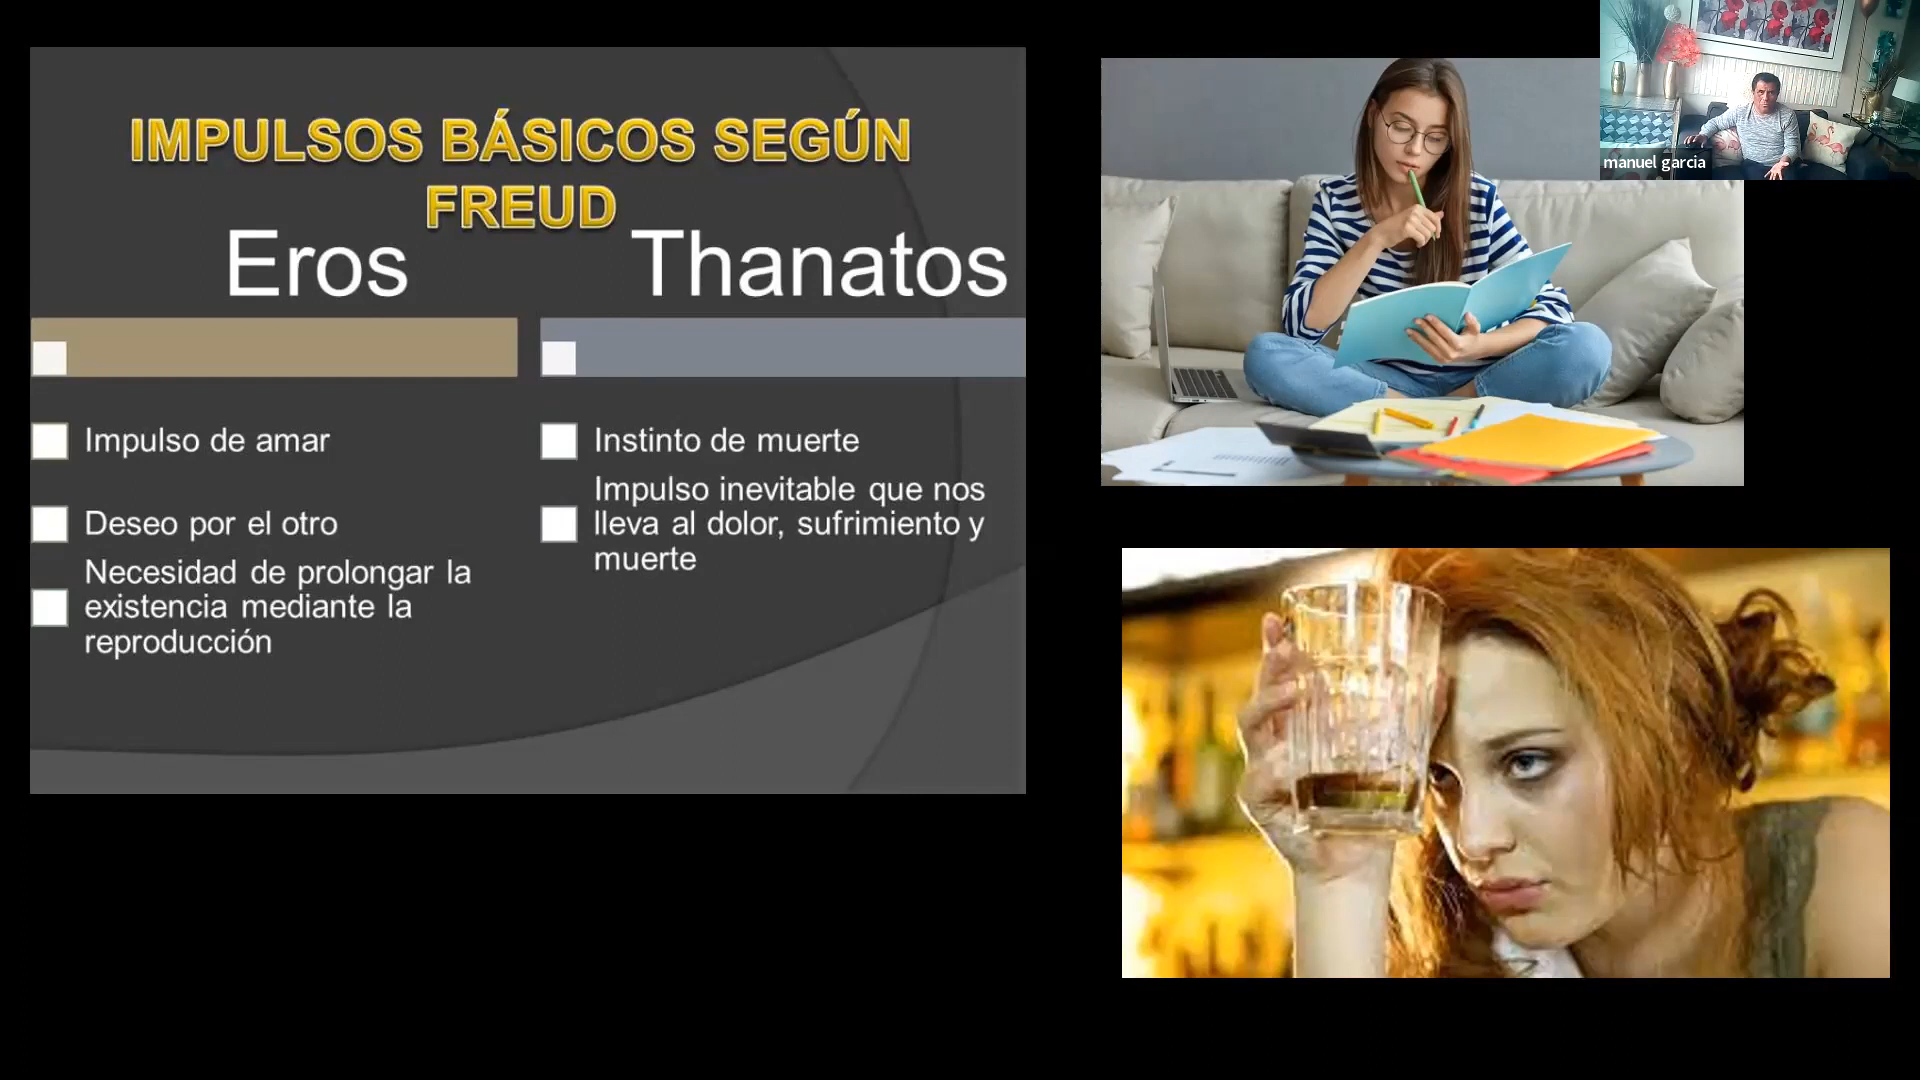 IMPULSOS BÁSICOS SEGÚN
FREUD
Eros
Impulso de amar
Deseo por el otro
Necesidad de prolongar la
existencia mediante la
reproducción
Thanatos
Instinto de muerte
Impulso inevitable que nos
lleva al dolor, sufrimiento y
muerte
manuel garcia